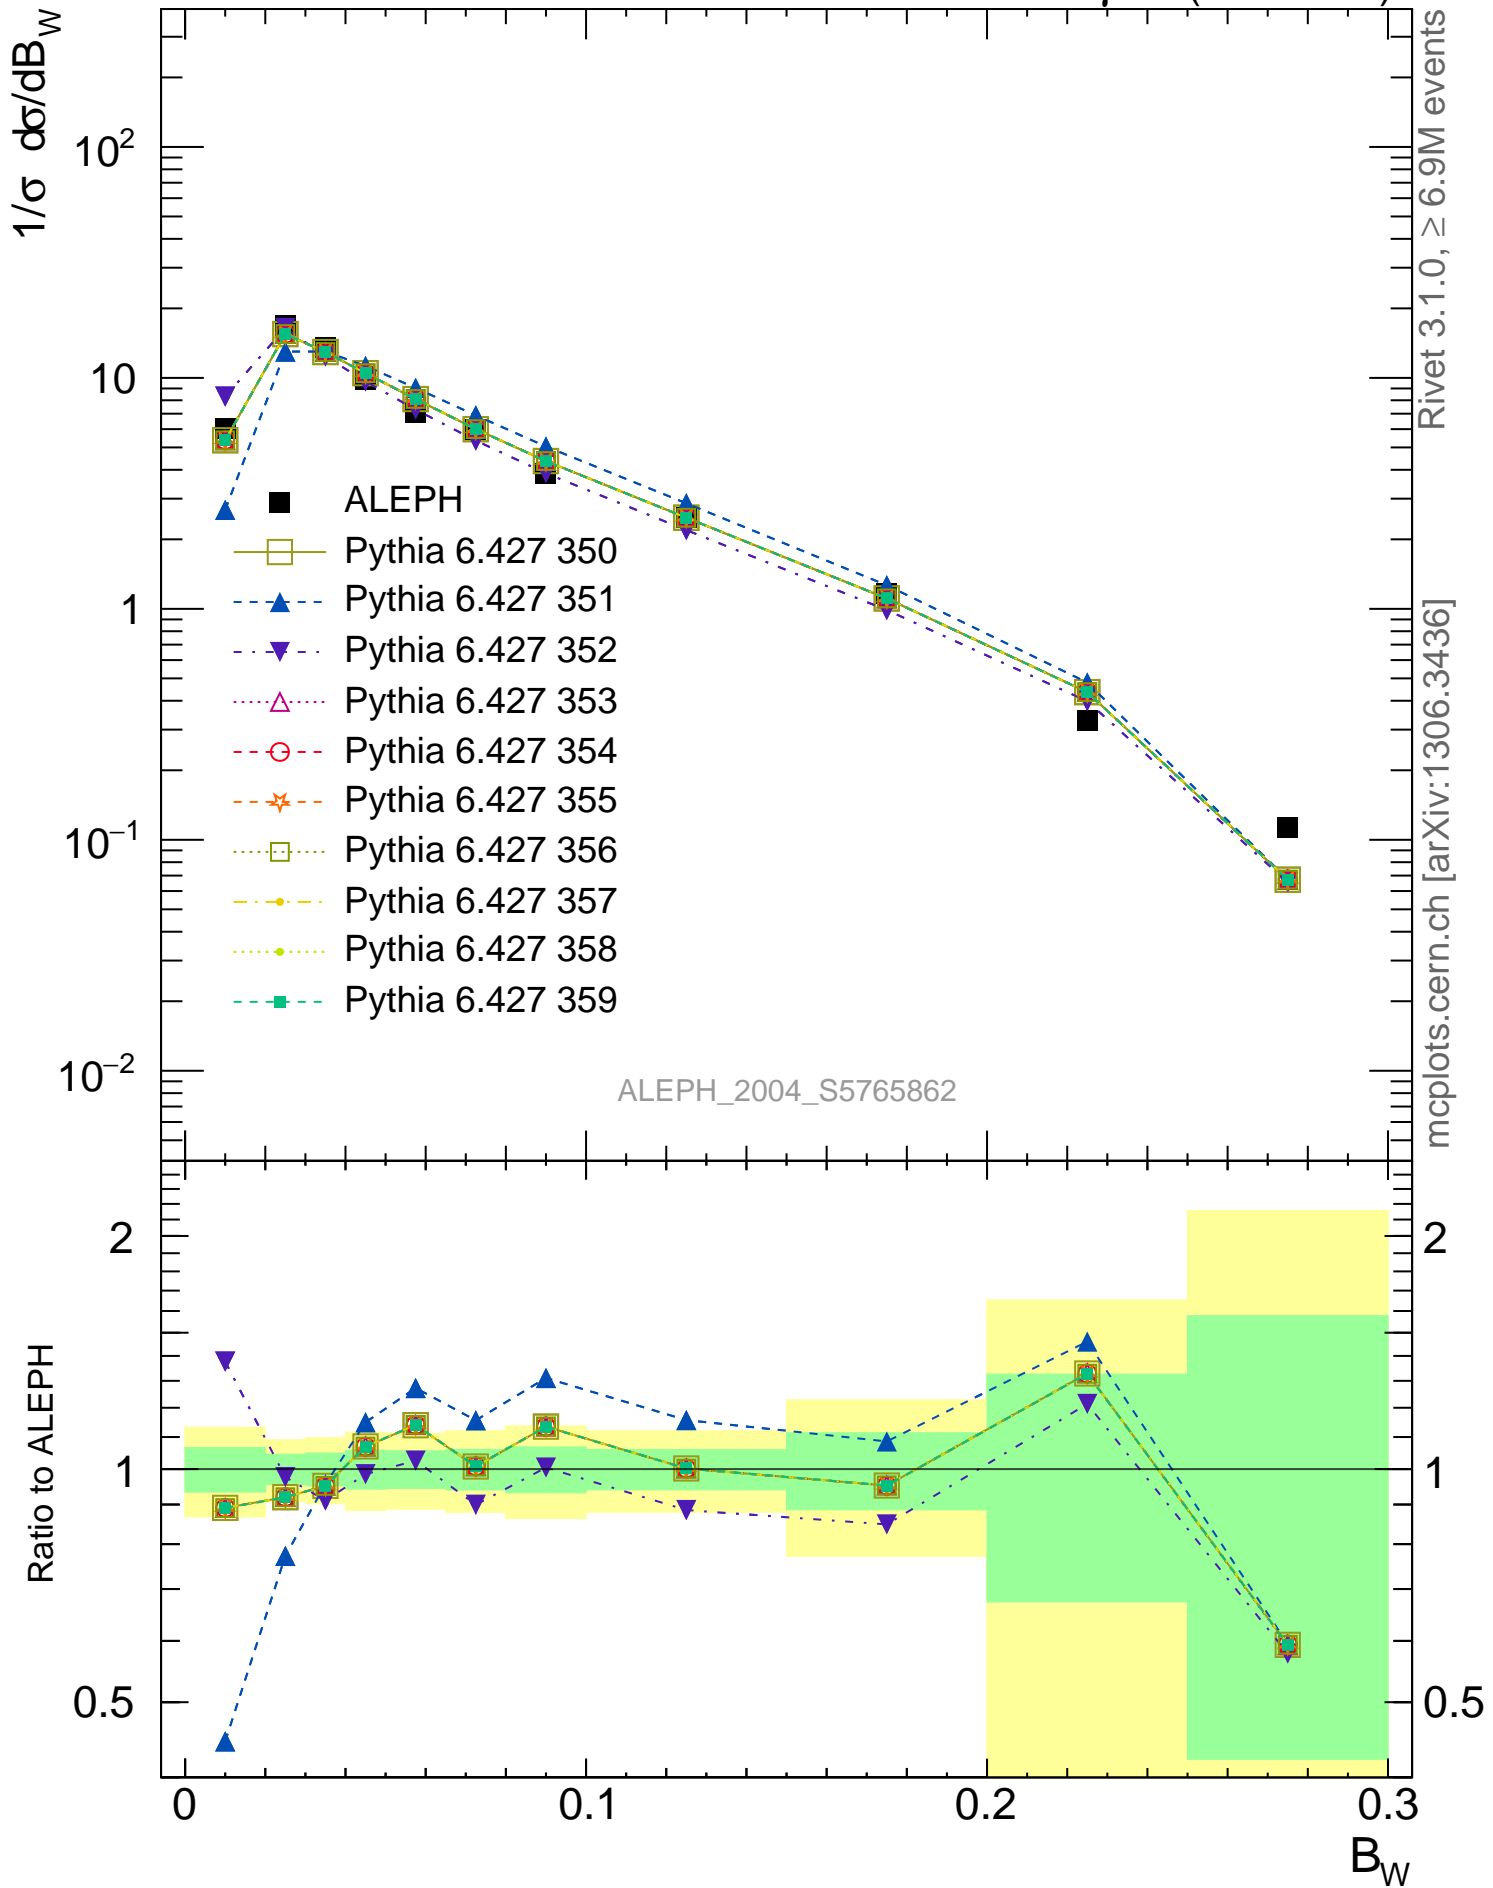 1/σ dσ/dB_W
10²
10
1
10⁻¹
10⁻²
ALEPH
Pythia 6.427 350
Pythia 6.427 351
Pythia 6.427 352
Pythia 6.427 353
Pythia 6.427 354
Pythia 6.427 355
Pythia 6.427 356
Pythia 6.427 357
Pythia 6.427 358
Pythia 6.427 359
ALEPH_2004_S5765862
Rivet 3.1.0, ≥ 6.9M events
mcplots.cern.ch [arXiv:1306.3436]
Ratio to ALEPH
2
1
0.5
2
1
0.5
0
0.1
0.2
0.3
B_W